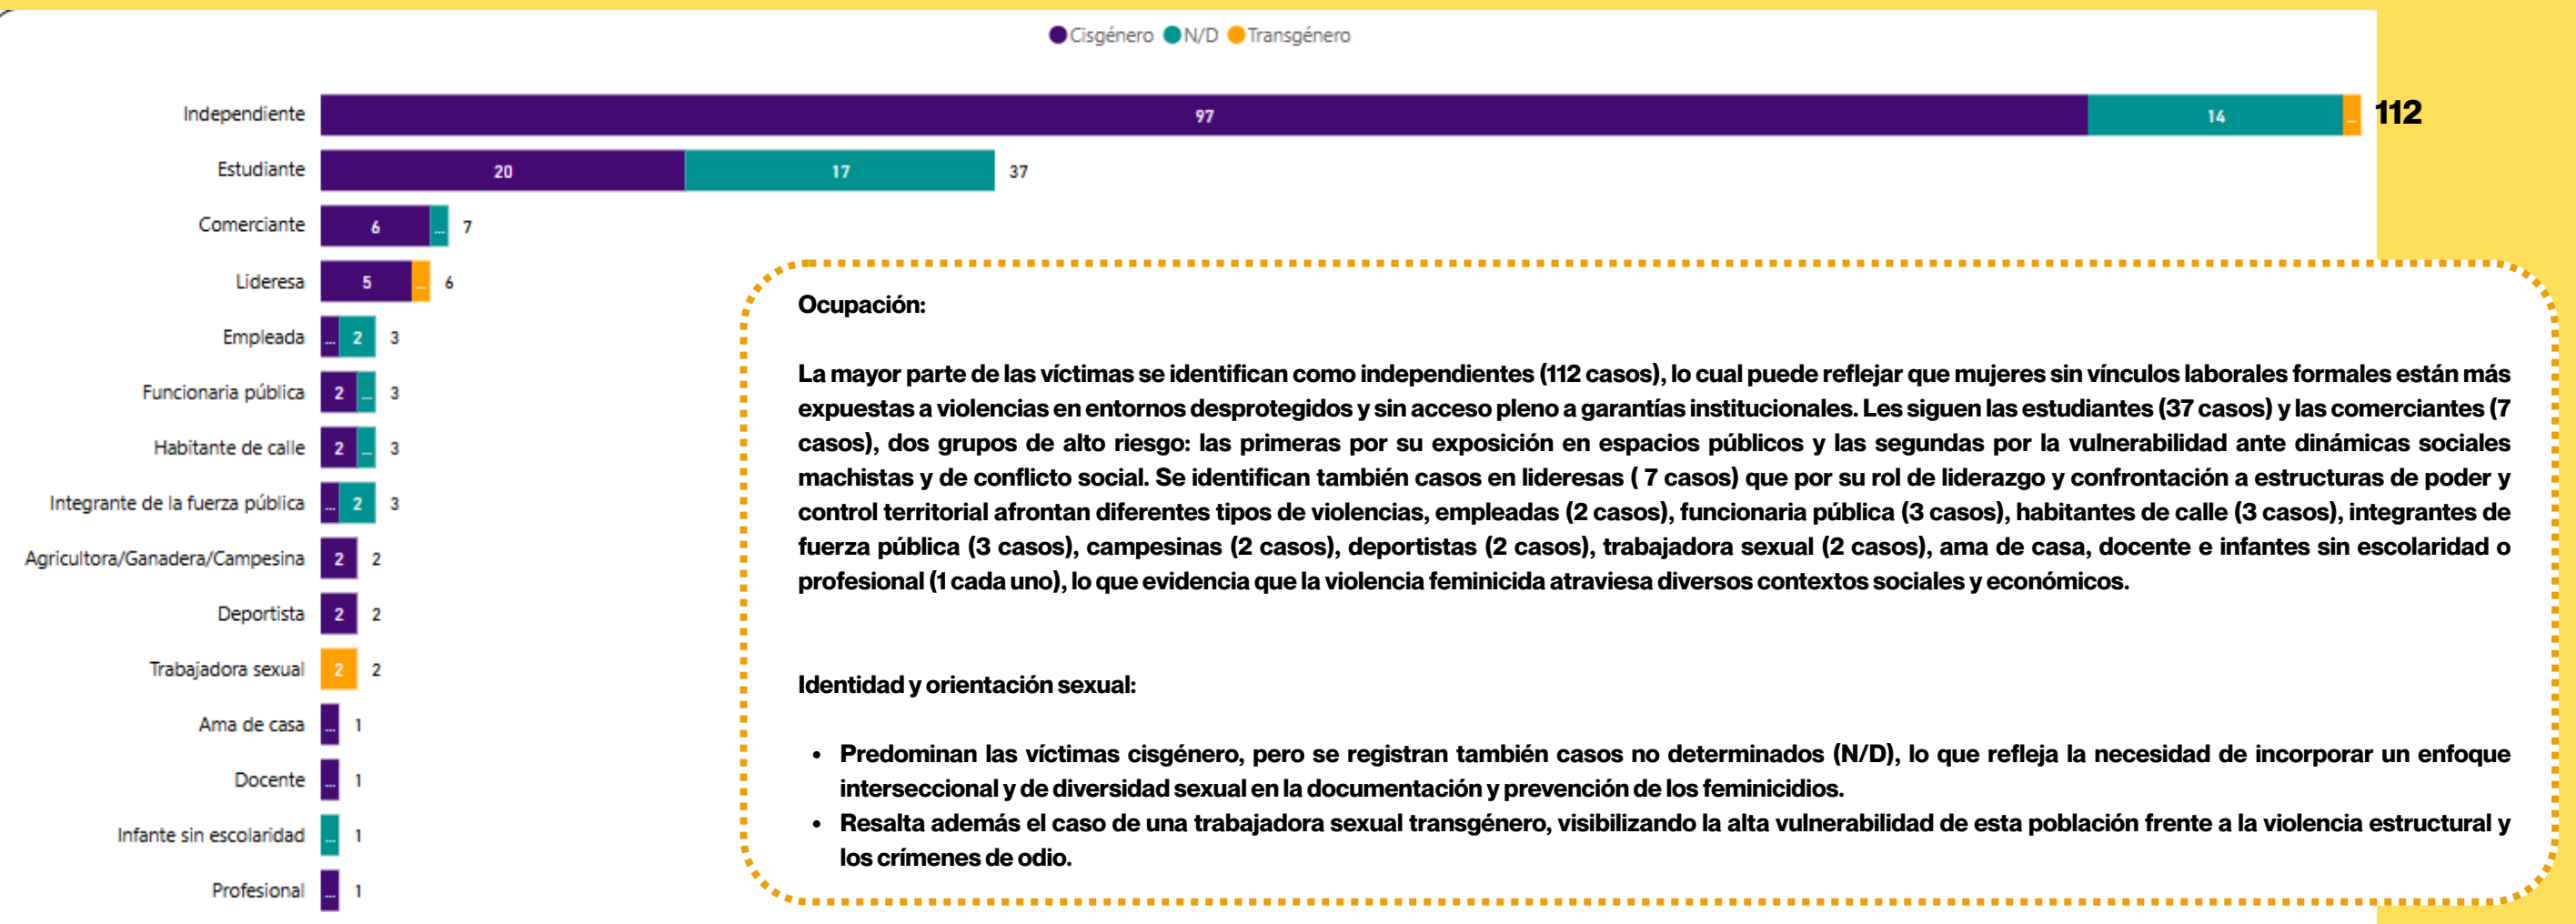 Cisgénero N/D Transgénero
Independiente 97 14 ... 112
Estudiante 20 17 37
Comerciante 6 ... 7
Lideresa 5 ... 6
Empleada ... 2 3
Funcionaria pública 2 ... 3
Habitante de calle 2 ... 3
Integrante de la fuerza pública ... 2 3
Agricultora/Ganadera/Campesina 2 2
Deportista 2 2
Trabajadora sexual 2 2
Ama de casa ... 1
Docente ... 1
Infante sin escolaridad ... 1
Profesional ... 1
Ocupación:
La mayor parte de las víctimas se identifican como independientes (112 casos), lo cual puede reflejar que mujeres sin vínculos laborales formales están más
expuestas a violencias en entornos desprotegidos y sin acceso pleno a garantías institucionales. Les siguen las estudiantes (37 casos) y las comerciantes (7
casos), dos grupos de alto riesgo: las primeras por su exposición en espacios públicos y las segundas por la vulnerabilidad ante dinámicas sociales
machistas y de conflicto social. Se identifican también casos en lideresas ( 7 casos) que por su rol de liderazgo y confrontación a estructuras de poder y
control territorial afrontan diferentes tipos de violencias, empleadas (2 casos), funcionaria pública (3 casos), habitantes de calle (3 casos), integrantes de
fuerza pública (3 casos), campesinas (2 casos), deportistas (2 casos), trabajadora sexual (2 casos), ama de casa, docente e infantes sin escolaridad o
profesional (1 cada uno), lo que evidencia que la violencia feminicida atraviesa diversos contextos sociales y económicos.
Identidad y orientación sexual:
• Predominan las víctimas cisgénero, pero se registran también casos no determinados (N/D), lo que refleja la necesidad de incorporar un enfoque
interseccional y de diversidad sexual en la documentación y prevención de los feminicidios.
• Resalta además el caso de una trabajadora sexual transgénero, visibilizando la alta vulnerabilidad de esta población frente a la violencia estructural y
los crímenes de odio.